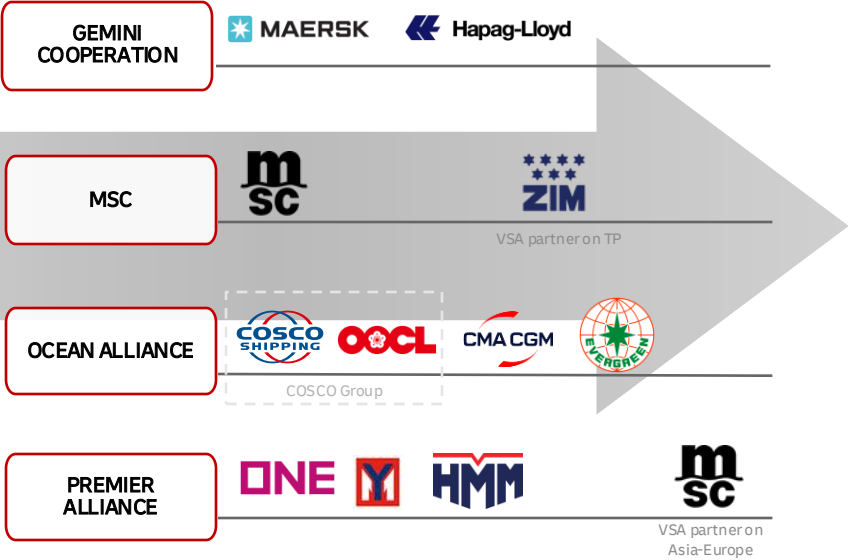 GEMINI
COOPERATION
MAERSK
Hapag-Lloyd
MSC
msc
ZIM
VSA partner on TP
OCEAN ALLIANCE
COSCO
SHIPPING
OOCL
CMA CGM
EVERGREEN
COSCO Group
PREMIER
ALLIANCE
ONE
YM
HMM
msc
VSA partner on
Asia-Europe